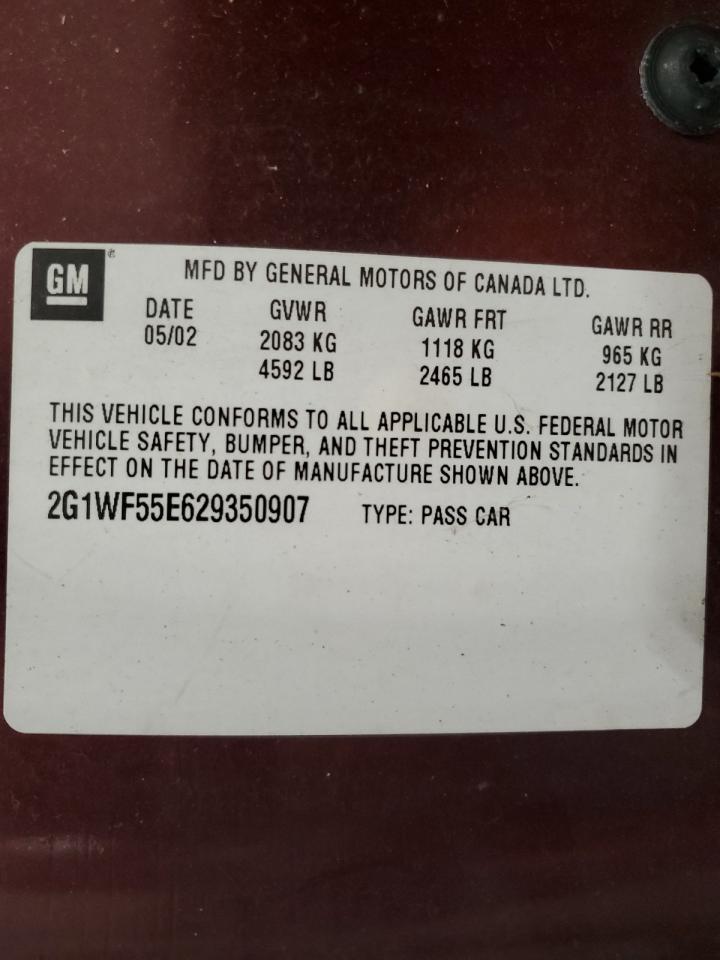 GM®
MFD BY GENERAL MOTORS OF CANADA LTD.
DATE GVWR GAWR FRT GAWR RR
05/02 2083 KG 1118 KG 965 KG
4592 LB 2465 LB 2127 LB
THIS VEHICLE CONFORMS TO ALL APPLICABLE U.S. FEDERAL MOTOR
VEHICLE SAFETY, BUMPER, AND THEFT PREVENTION STANDARDS IN
EFFECT ON THE DATE OF MANUFACTURE SHOWN ABOVE.
2G1WF55E629350907 TYPE: PASS CAR